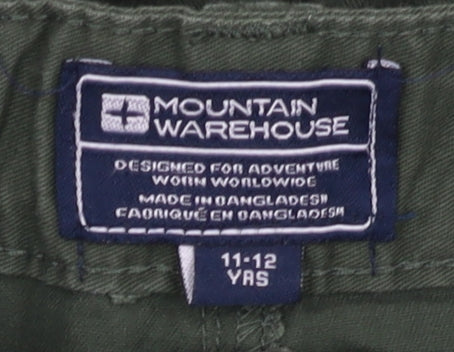 MOUNTAIN
WAREHOUSE
DESIGNED FOR ADVENTURE
WORN WORLDWIDE
MADE IN BANGLADESH
FABRIQUÉ EN BANGLADESH
11-12
YRS